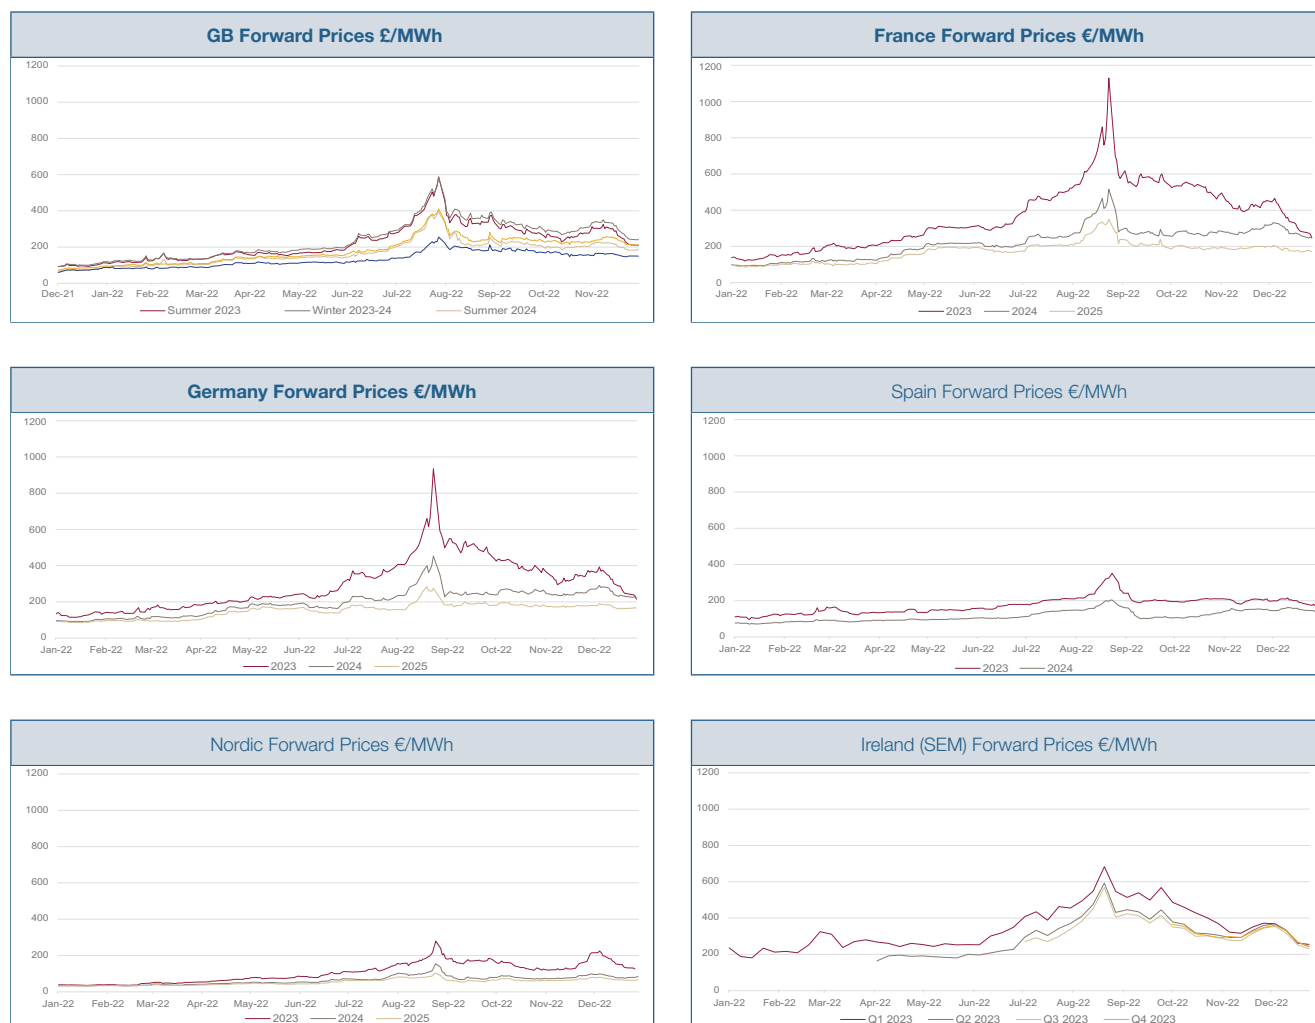 GB Forward Prices £/MWh
1200
1000
800
600
400
200
0
Dec-21 Jan-22 Feb-22 Mar-22 Apr-22 May-22 Jun-22 Jul-22 Aug-22 Sep-22 Oct-22 Nov-22
Summer 2023 Winter 2023-24 Summer 2024
France Forward Prices €/MWh
1200
1000
800
600
400
200
0
Jan-22 Feb-22 Mar-22 Apr-22 May-22 Jun-22 Jul-22 Aug-22 Sep-22 Oct-22 Nov-22 Dec-22
2023 2024 2025
Germany Forward Prices €/MWh
1200
1000
800
600
400
200
0
Jan-22 Feb-22 Mar-22 Apr-22 May-22 Jun-22 Jul-22 Aug-22 Sep-22 Oct-22 Nov-22 Dec-22
2023 2024 2025
Spain Forward Prices €/MWh
1200
1000
800
600
400
200
0
Jan-22 Feb-22 Mar-22 Apr-22 May-22 Jun-22 Jul-22 Aug-22 Sep-22 Oct-22 Nov-22 Dec-22
2023 2024
Nordic Forward Prices €/MWh
1200
1000
800
600
400
200
0
Jan-22 Feb-22 Mar-22 Apr-22 May-22 Jun-22 Jul-22 Aug-22 Sep-22 Oct-22 Nov-22 Dec-22
2023 2024 2025
Ireland (SEM) Forward Prices €/MWh
1200
1000
800
600
400
200
0
Jan-22 Feb-22 Mar-22 Apr-22 May-22 Jun-22 Jul-22 Aug-22 Sep-22 Oct-22 Nov-22 Dec-22
Q1 2023 Q2 2023 Q3 2023 Q4 2023